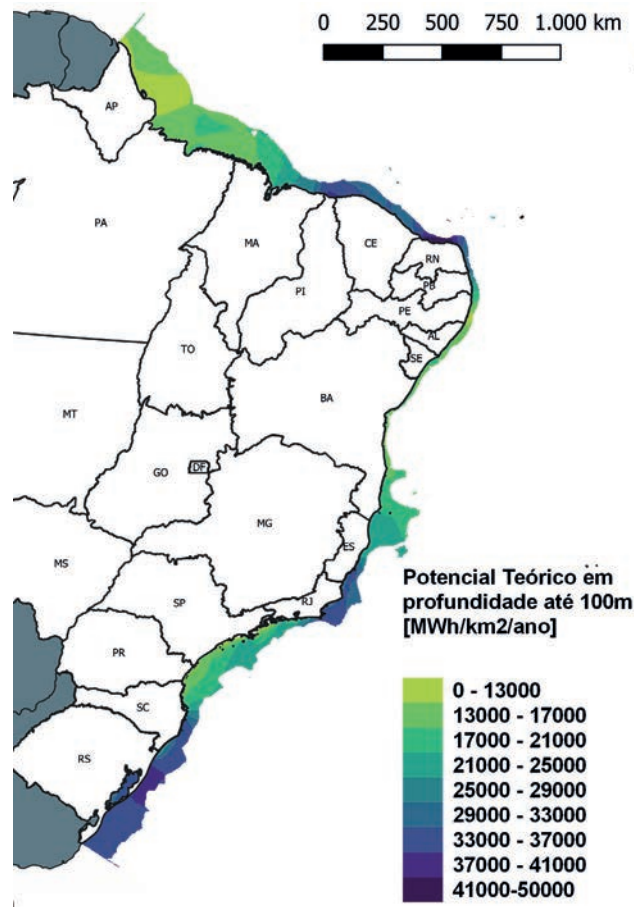 0 250 500 750 1.000 km
AP
PA
MA
CE
RN
PB
PI
PE
AL
SE
TO
BA
MT
GO
DF
MG
ES
MS
SP
RJ
PR
SC
RS
Potencial Teórico em
profundidade até 100m
[MWh/km2/ano]
0 - 13000
13000 - 17000
17000 - 21000
21000 - 25000
25000 - 29000
29000 - 33000
33000 - 37000
37000 - 41000
41000-50000